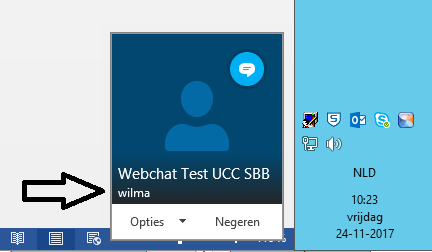 Webchat Test UCC SBB
wilma
Opties
Negeren
NLD
10:23
vrijdag
24-11-2017